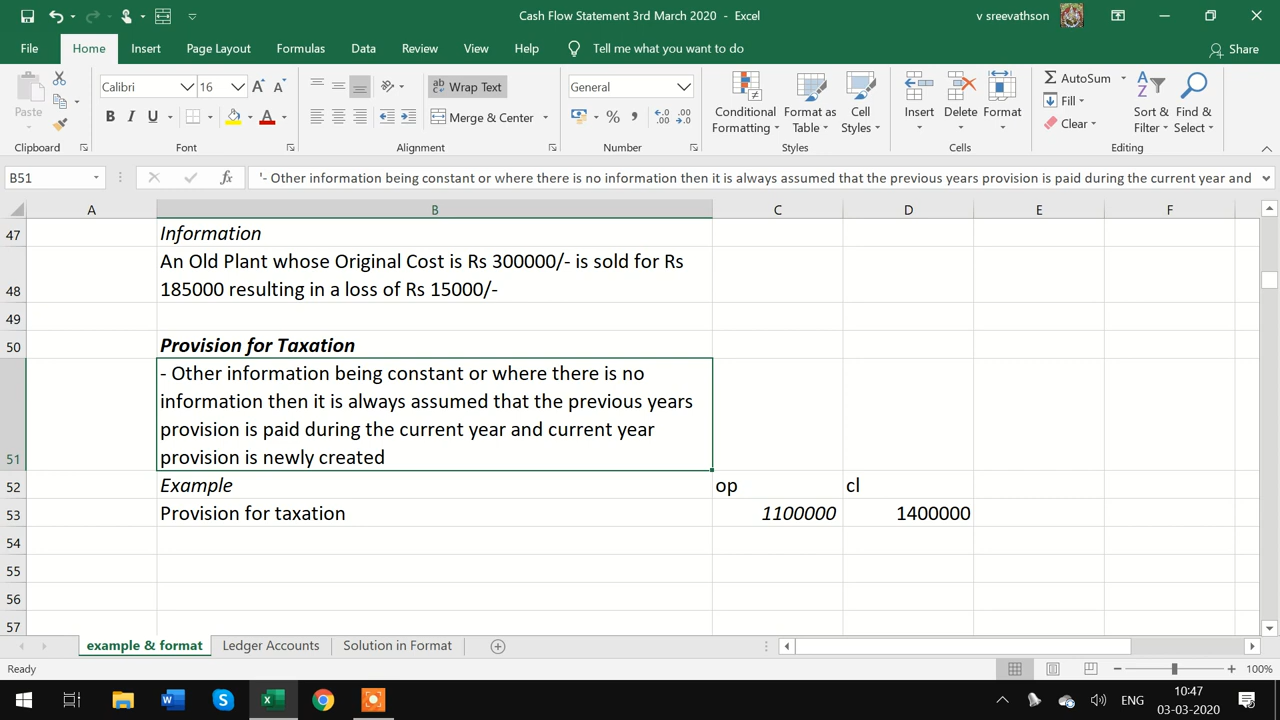 Cash Flow Statement 3rd March 2020 - Excel
v sreevathson
File Home Insert Page Layout Formulas Data Review View Help Tell me what you want to do Share
Paste
Clipboard
Calibri 16
B I U
Font
Wrap Text
Merge & Center
Alignment
General
Number
Conditional Formatting
Format as Table
Cell Styles
Styles
Insert Delete Format
Cells
AutoSum
Fill
Clear
Sort & Filter
Find & Select
Editing
B51 fx '- Other information being constant or where there is no information then it is always assumed that the previous years provision is paid during the current year and
A B C D E F
47 Information
An Old Plant whose Original Cost is Rs 300000/- is sold for Rs
48 185000 resulting in a loss of Rs 15000/-
49
50 Provision for Taxation
- Other information being constant or where there is no
information then it is always assumed that the previous years
provision is paid during the current year and current year
51 provision is newly created
52 Example op cl
53 Provision for taxation 1100000 1400000
54
55
56
57
example & format Ledger Accounts Solution in Format
Ready 100%
ENG
10:47
03-03-2020